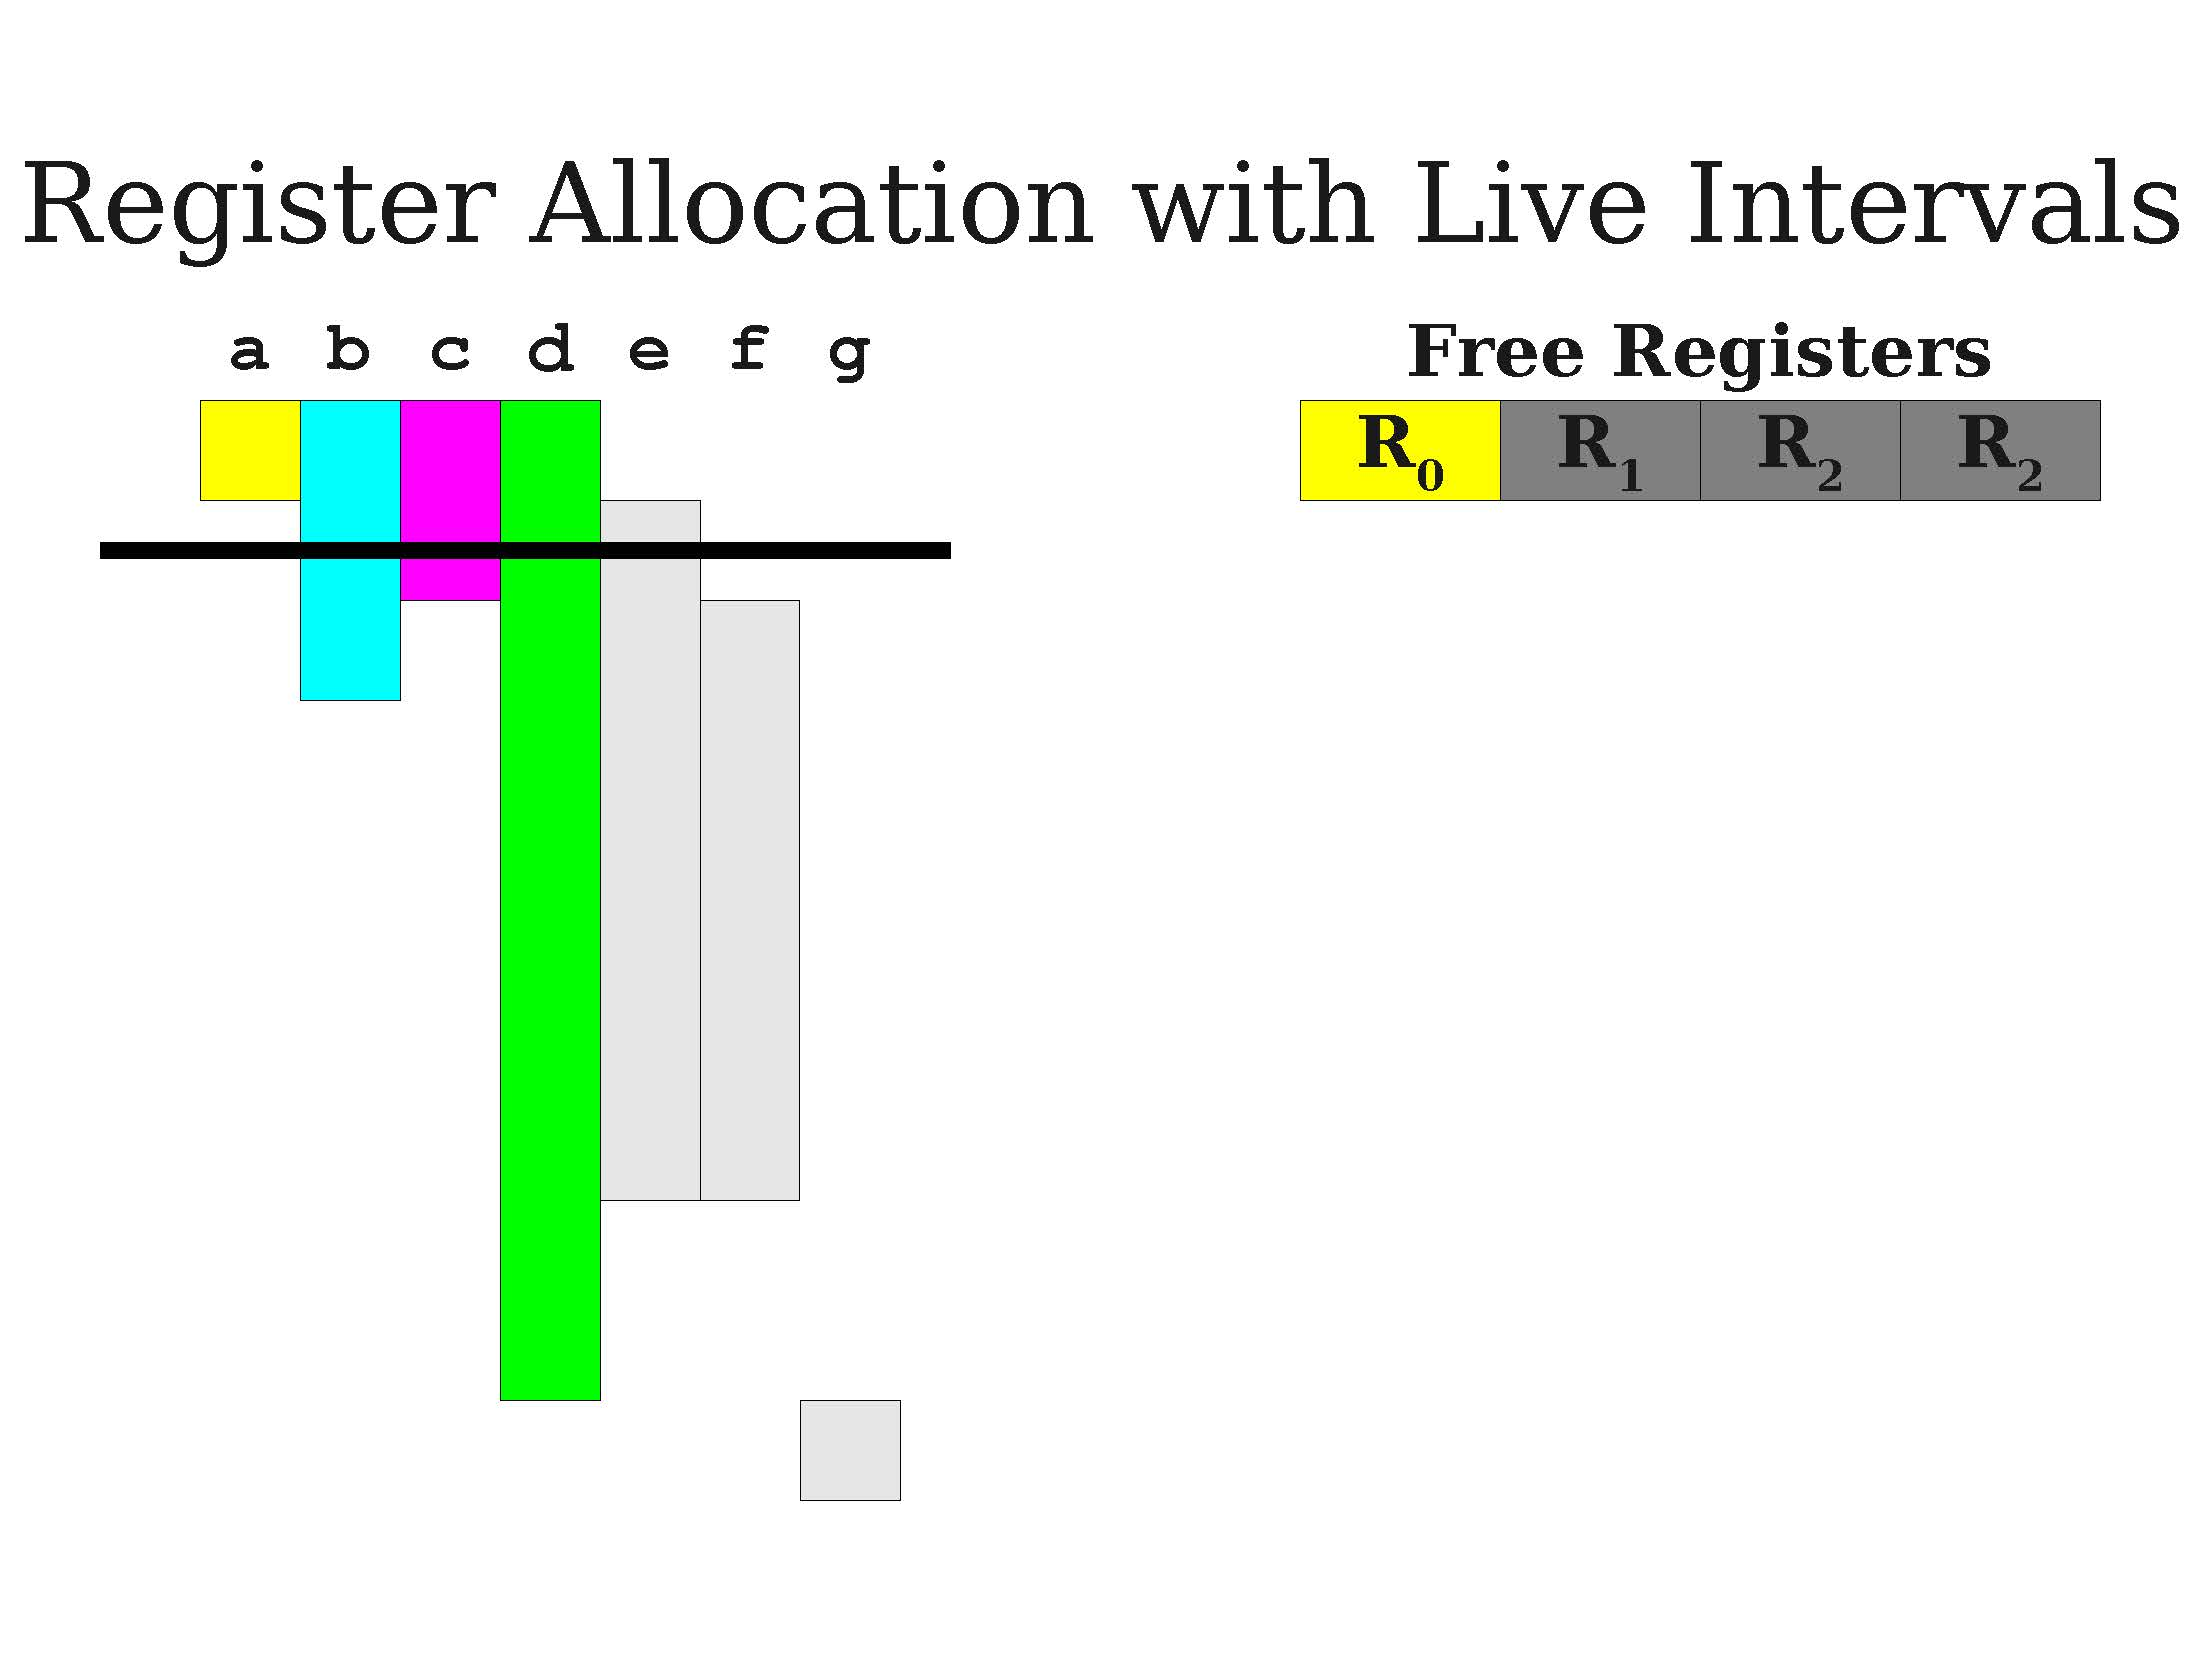 Register Allocation with Live Intervals
a b c d e f g
Free Registers
R0 R1 R2 R2